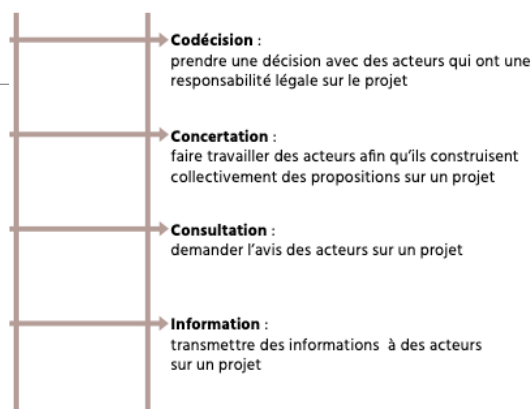 Codécision :
prendre une décision avec des acteurs qui ont une
responsabilité légale sur le projet
Concertation :
faire travailler des acteurs afin qu'ils construisent
collectivement des propositions sur un projet
Consultation :
demander l'avis des acteurs sur un projet
Information :
transmettre des informations à des acteurs
sur un projet